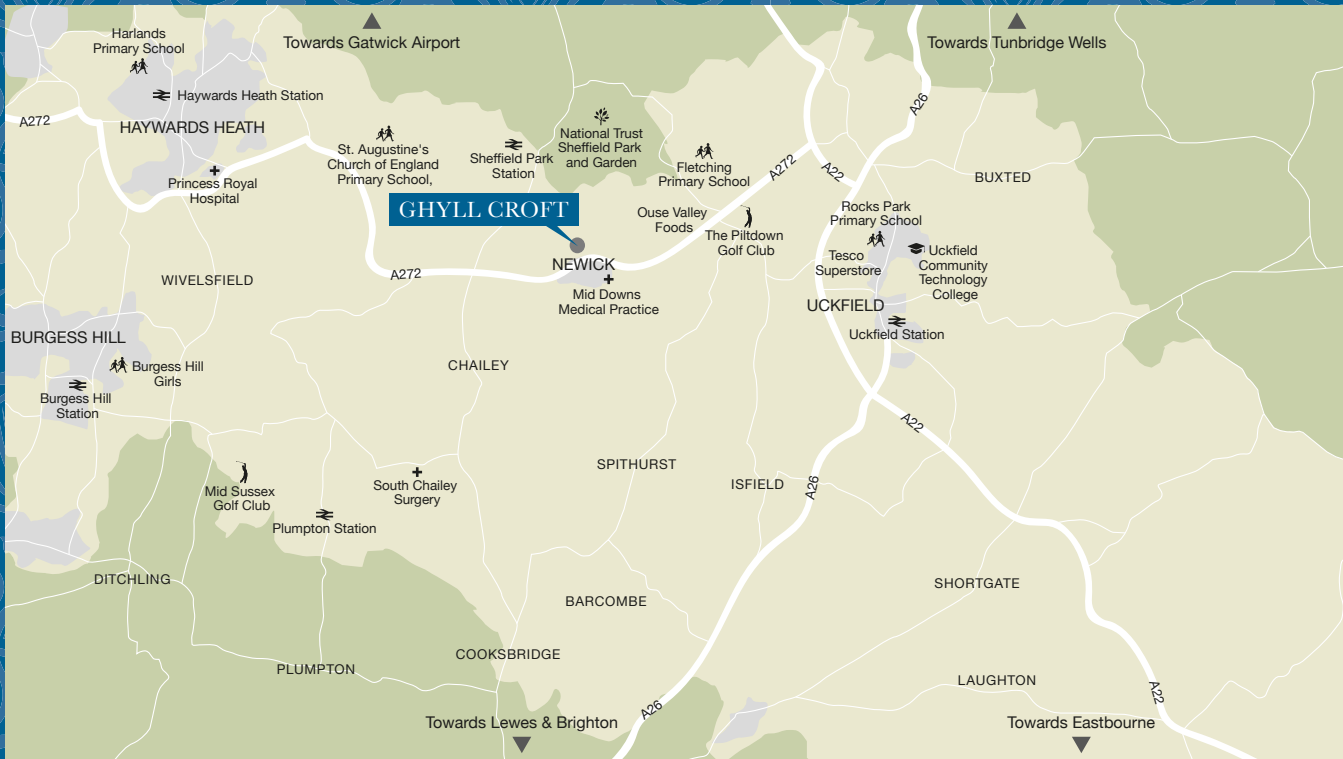 Harlands
Primary School
Towards Gatwick Airport
Towards Tunbridge Wells
Haywards Heath Station
A272
HAYWARDS HEATH
A26
St. Augustine's
Church of England
Primary School,
Sheffield Park
Station
National Trust
Sheffield Park
and Garden
Fletching
Primary School
A272
A22
BUXTED
Princess Royal
Hospital
GHYLL CROFT
Ouse Valley
Foods
The Piltdown
Golf Club
Rocks Park
Primary School
Tesco
Superstore
Uckfield
Community
Technology
College
NEWICK
A272
WIVELSFIELD
Mid Downs
Medical Practice
UCKFIELD
Uckfield Station
BURGESS HILL
Burgess Hill
Girls
CHAILEY
Burgess Hill
Station
A22
SPITHURST
ISFIELD
A26
Mid Sussex
Golf Club
South Chailey
Surgery
Plumpton Station
DITCHLING
SHORTGATE
BARCOMBE
COOKSBRIDGE
PLUMPTON
LAUGHTON
A22
A26
Towards Lewes & Brighton
Towards Eastbourne